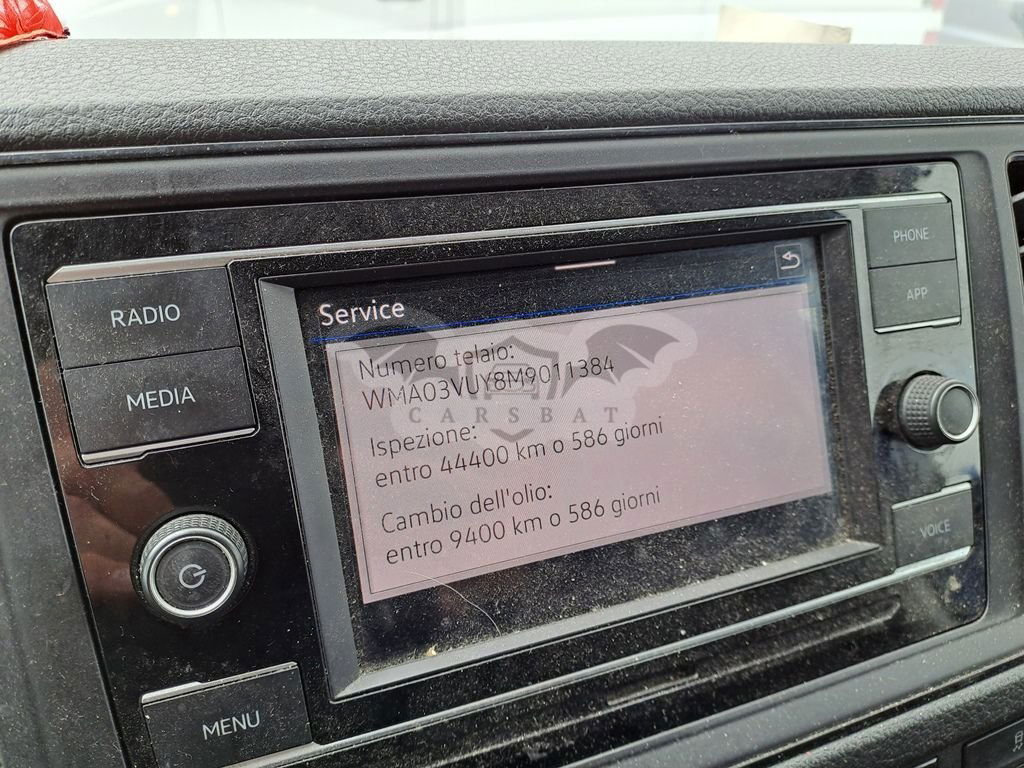 PHONE
APP
RADIO
MEDIA
Service
Numero telaio:
WMA03VUY8M9011384
CARSBAT
Ispezione:
entro 44400 km o 586 giorni
Cambio dell'olio:
entro 9400 km o 586 giorni
VOICE
MENU